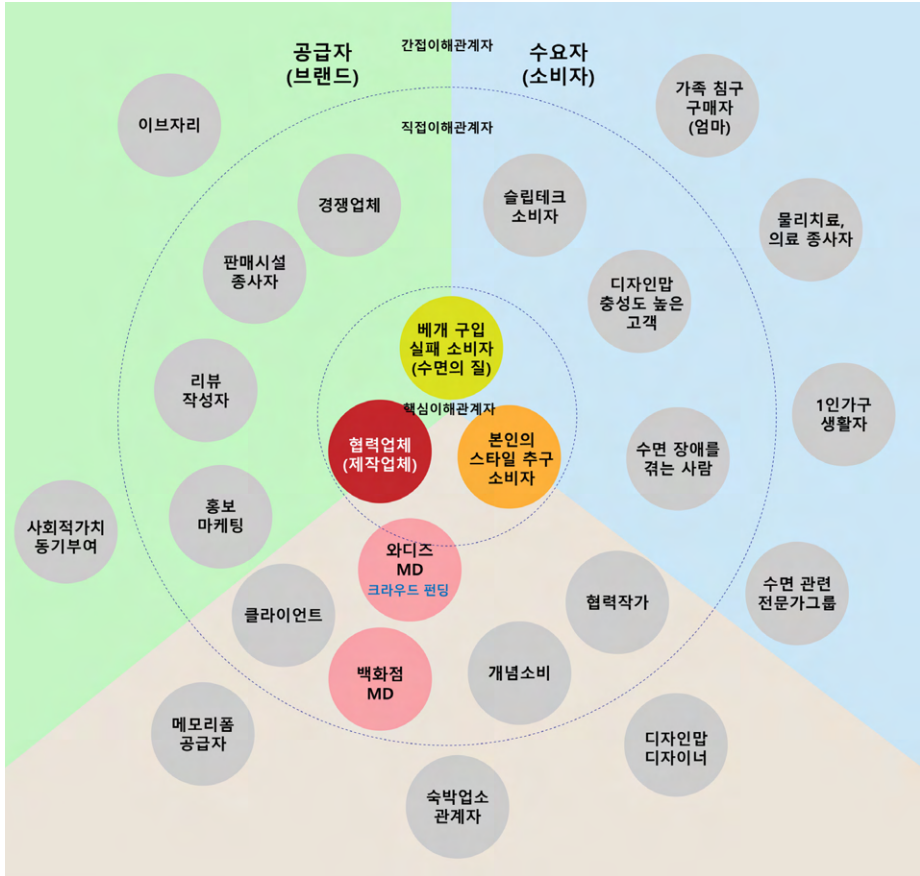 공급자
(브랜드)
간접이해관계자
수요자
(소비자)
가족 침구
구매자
(엄마)
이브자리
직접이해관계자
경쟁업체
슬립테크
소비자
물리치료,
의료 종사자
판매시설
종사자
디자인맙
충성도 높은
고객
베개 구입
실패 소비자
(수면의 질)
리뷰
작성자
핵심이해관계자
1인가구
생활자
협력업체
(제작업체)
본인의
스타일 추구
소비자
수면 장애를
겪는 사람
사회적가치
동기부여
홍보
마케팅
와디즈
MD
크라우드 펀딩
수면 관련
전문가그룹
클라이언트
협력작가
백화점
MD
개념소비
메모리폼
공급자
디자인맙
디자이너
숙박업소
관계자